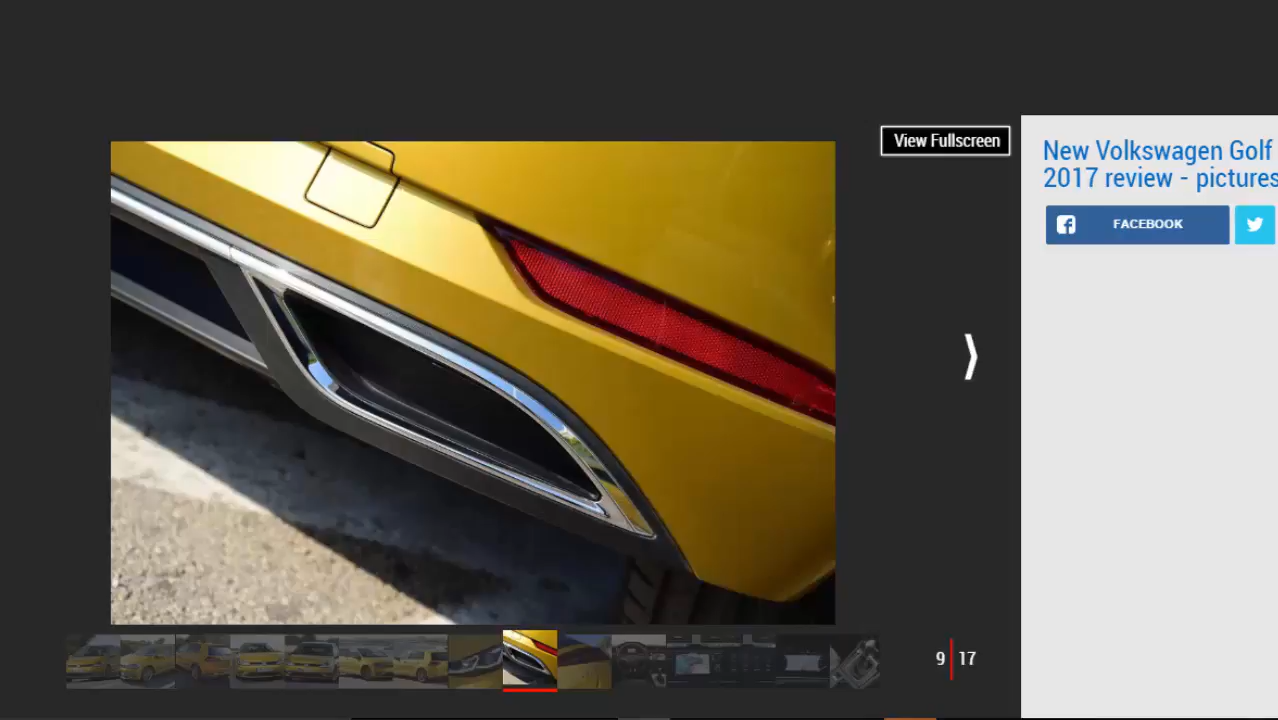 View Fullscreen
New Volkswagen Golf
2017 review - pictures
FACEBOOK
9 17